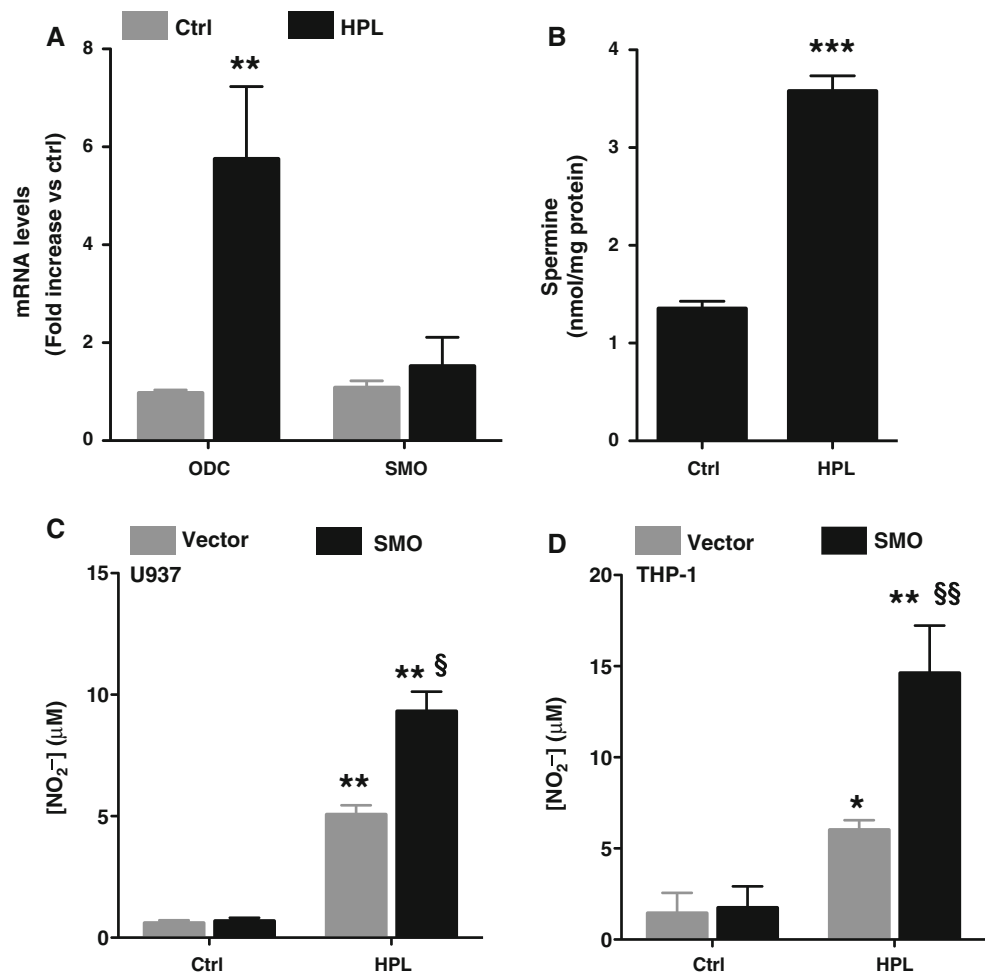 A
Ctrl
HPL
mRNA levels
(Fold increase vs ctrl)
8
6
4
2
0
**
ODC
SMO
B
Spermine
(nmol/mg protein)
4
3
2
1
0
***
Ctrl
HPL
C
Vector
SMO
U937
[NO₂⁻] (μM)
15
10
5
0
**
** §
Ctrl
HPL
D
Vector
SMO
THP-1
[NO₂⁻] (μM)
20
15
10
5
0
*
** §§
Ctrl
HPL